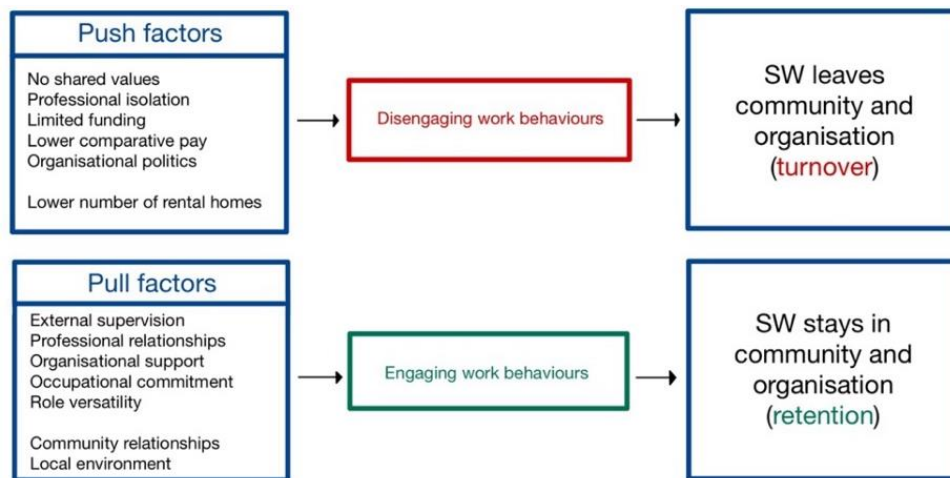 Push factors
No shared values
Professional isolation
Limited funding
Lower comparative pay
Organisational politics
Lower number of rental homes
Disengaging work behaviours
SW leaves
community and
organisation
(turnover)
Pull factors
External supervision
Professional relationships
Organisational support
Occupational commitment
Role versatility
Community relationships
Local environment
Engaging work behaviours
SW stays in
community and
organisation
(retention)